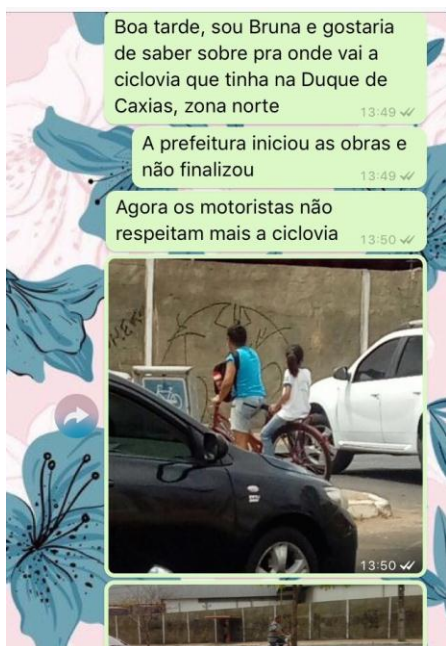 Boa tarde, sou Bruna e gostaria
de saber sobre pra onde vai a
ciclovia que tinha na Duque de
Caxias, zona norte
13:49
A prefeitura iniciou as obras e
não finalizou
13:49
Agora os motoristas não
respeitam mais a ciclovia
13:50
13:50